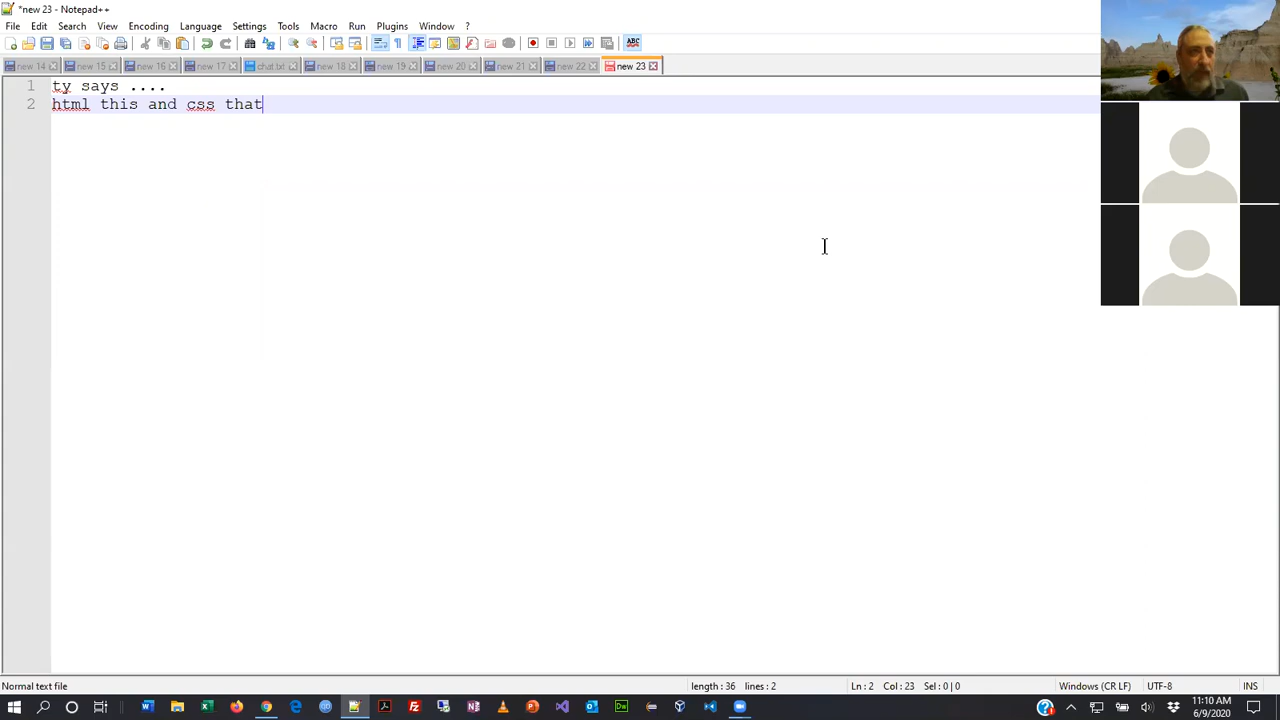 *new 23 - Notepad++
File Edit Search View Encoding Language Settings Tools Macro Run Plugins Window ?
new 14 new 15 new 16 new 17 chat.txt new 18 new 19 new 20 new 21 new 22 new 23
1 ty says ....
2 html this and css that
Normal text file length : 36 lines : 2 Ln : 2 Col : 23 Sel : 0 | 0 Windows (CR LF) UTF-8 INS
11:10 AM
6/9/2020